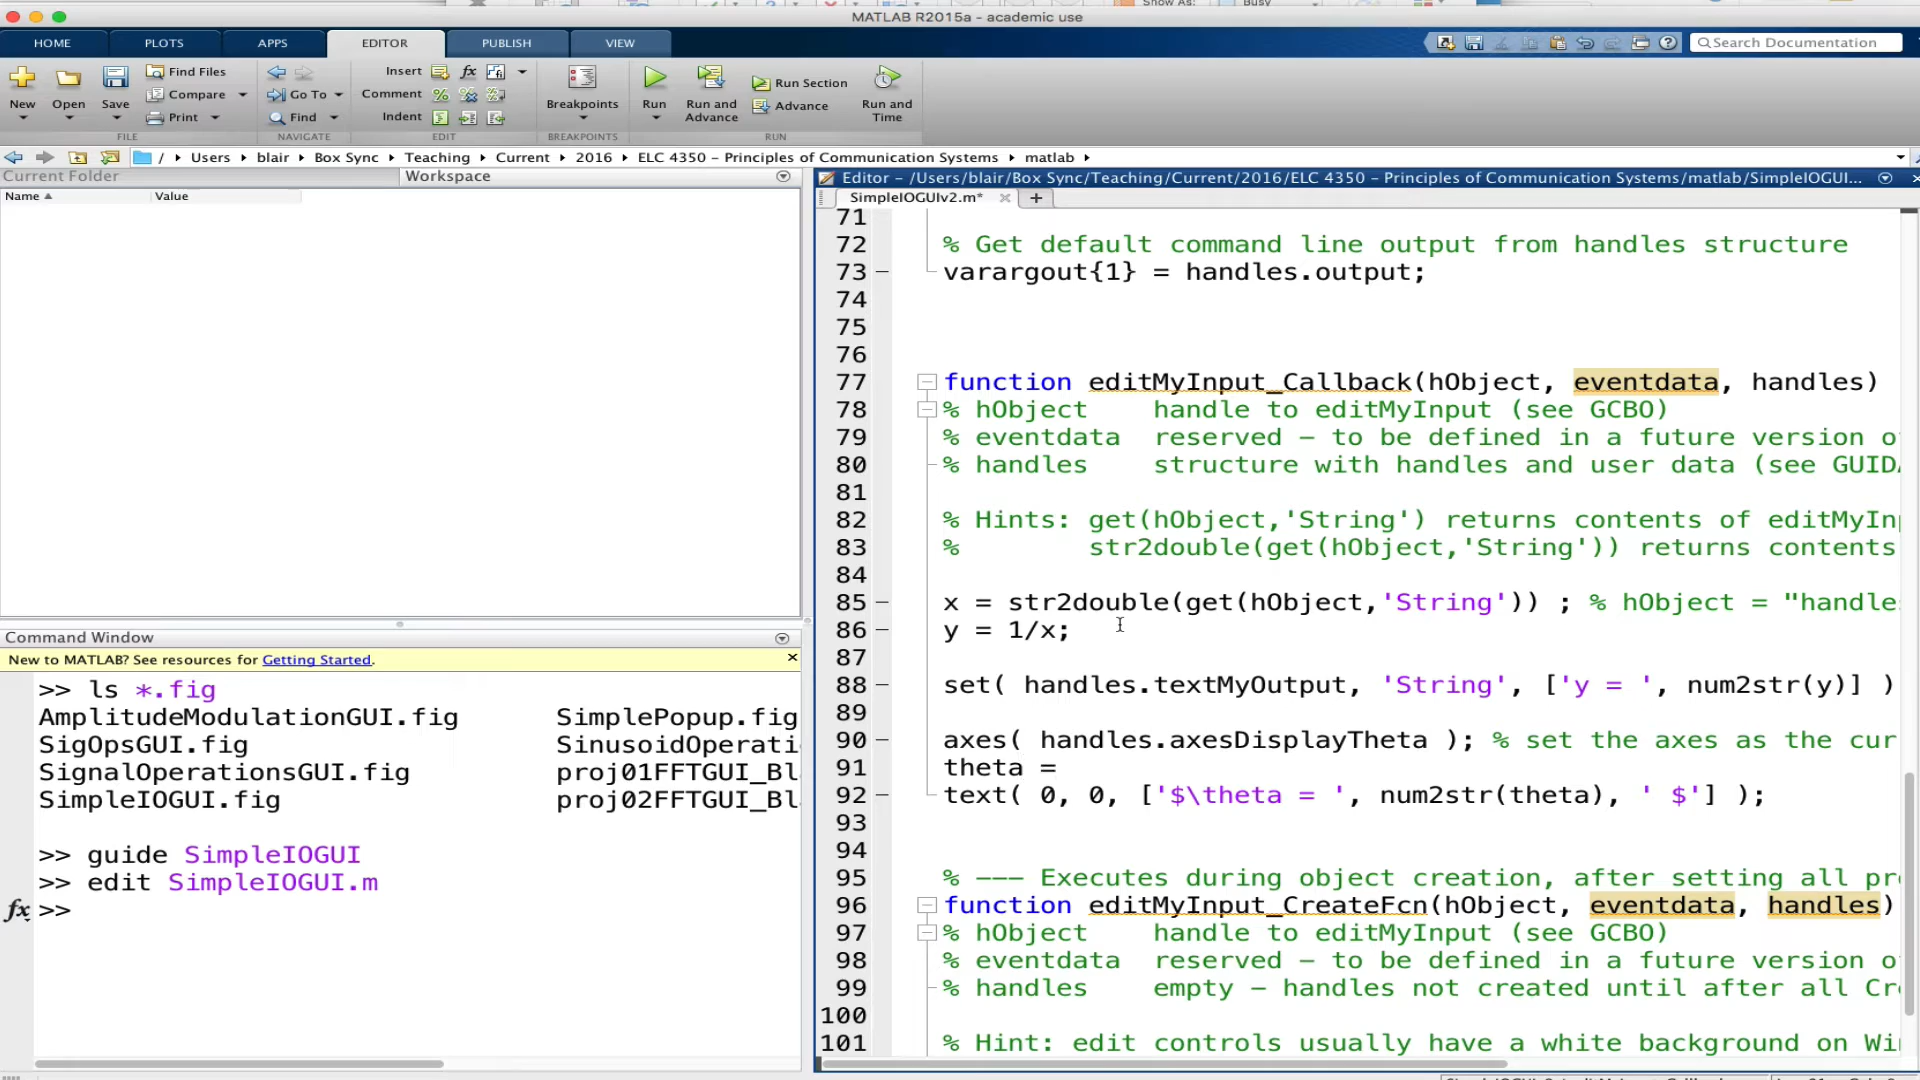 Show As:
Busy
MATLAB R2015a - academic use
HOME PLOTS APPS EDITOR PUBLISH VIEW
Search Documentation
Find Files Insert fx
Run Section
Compare Go To Comment
New Open Save Breakpoints Run Run and Advance Advance Run and Time
Print Find Indent
FILE NAVIGATE EDIT BREAKPOINTS RUN
/ Users blair Box Sync Teaching Current 2016 ELC 4350 - Principles of Communication Systems matlab
Current Folder Workspace
Name Value
Editor - /Users/blair/Box Sync/Teaching/Current/2016/ELC 4350 - Principles of Communication Systems/matlab/SimpleIOGUI...
SimpleIOGUIv2.m* × +
71
72 % Get default command line output from handles structure
73 varargout{1} = handles.output;
74
75
76
77 function editMyInput_Callback(hObject, eventdata, handles)
78 % hObject    handle to editMyInput (see GCBO)
79 % eventdata  reserved – to be defined in a future version o
80 % handles    structure with handles and user data (see GUID
81
82 % Hints: get(hObject,'String') returns contents of editMyIn
83 %        str2double(get(hObject,'String')) returns contents
84
85 x = str2double(get(hObject,'String')) ; % hObject = "handle
86 y = 1/x;
87
88 set( handles.textMyOutput, 'String', ['y = ', num2str(y)] )
89
90 axes( handles.axesDisplayTheta ); % set the axes as the cur
91 theta =
92 text( 0, 0, ['$\theta = ', num2str(theta), ' $'] );
93
94
95 % ––– Executes during object creation, after setting all pr
96 function editMyInput_CreateFcn(hObject, eventdata, handles)
97 % hObject    handle to editMyInput (see GCBO)
98 % eventdata  reserved – to be defined in a future version o
99 % handles    empty – handles not created until after all Cr
100
101 % Hint: edit controls usually have a white background on Wi
Command Window
New to MATLAB? See resources for Getting Started.
>> ls *.fig
AmplitudeModulationGUI.fig SimplePopup.fig
SigOpsGUI.fig SinusoidOperati
SignalOperationsGUI.fig proj01FFTGUI_Bl
SimpleIOGUI.fig proj02FFTGUI_Bl
>> guide SimpleIOGUI
>> edit SimpleIOGUI.m
fx >>